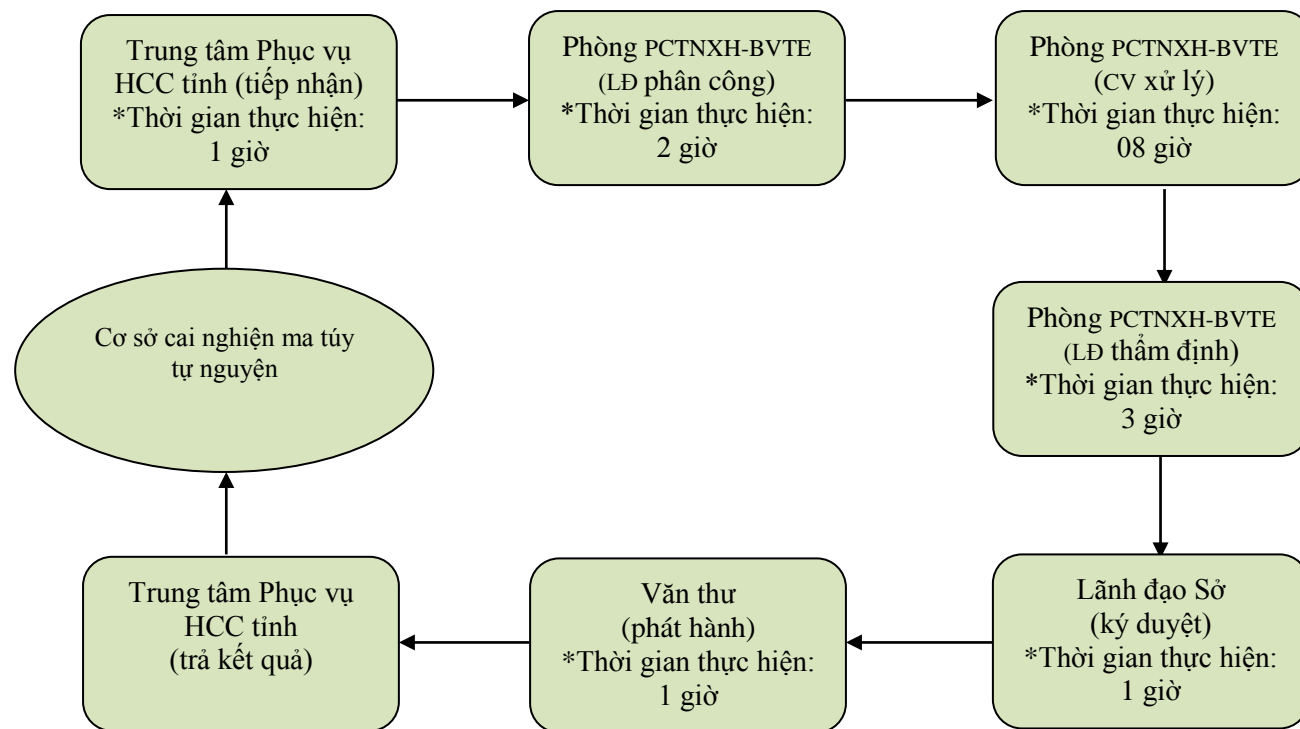 Trung tâm Phục vụ
HCC tỉnh (tiếp nhận)
*Thời gian thực hiện:
1 giờ
Phòng PCTNXH-BVTE
(LĐ phân công)
*Thời gian thực hiện:
2 giờ
Phòng PCTNXH-BVTE
(CV xử lý)
*Thời gian thực hiện:
08 giờ
Phòng PCTNXH-BVTE
(LĐ thẩm định)
*Thời gian thực hiện:
3 giờ
Lãnh đạo Sở
(ký duyệt)
*Thời gian thực hiện:
1 giờ
Văn thư
(phát hành)
*Thời gian thực hiện:
1 giờ
Trung tâm Phục vụ
HCC tỉnh
(trả kết quả)
Cơ sở cai nghiện ma túy
tự nguyện